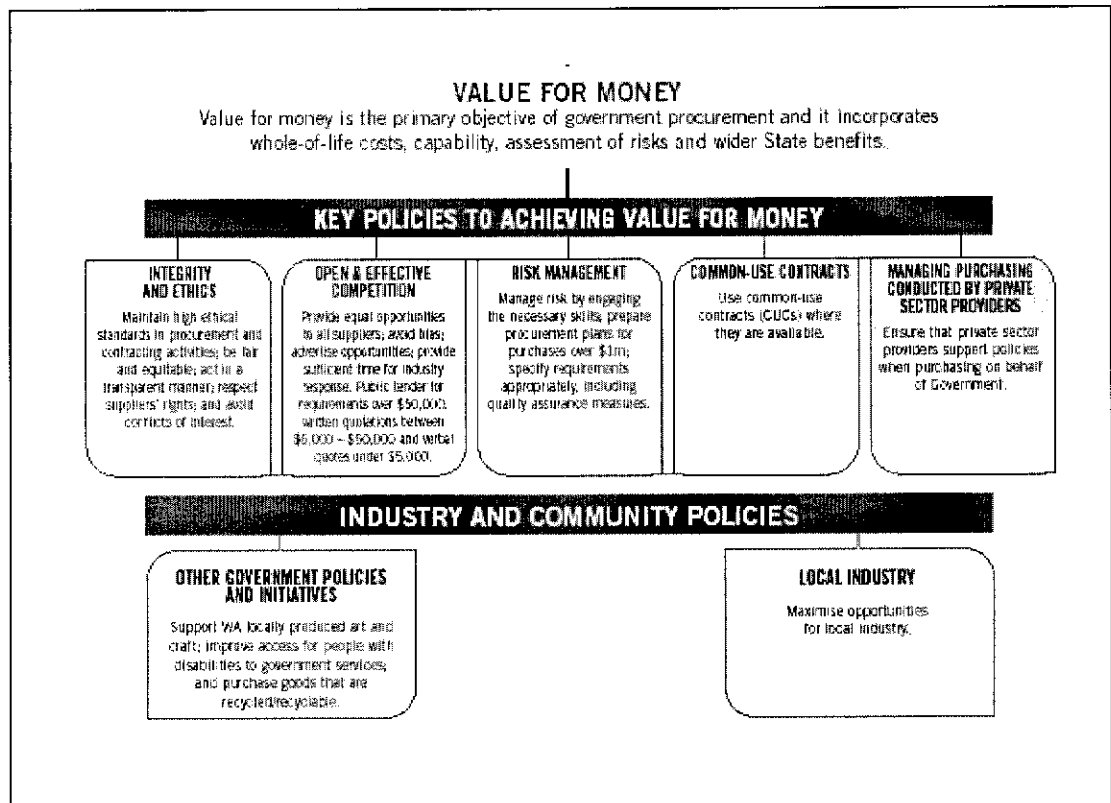 VALUE FOR MONEY
Value for money is the primary objective of government procurement and it incorporates
whole-of-life costs, capability, assessment of risks and wider State benefits.
KEY POLICIES TO ACHIEVING VALUE FOR MONEY
INTEGRITY
AND ETHICS
Maintain high ethical
standards in procurement and
contracting activities; be fair
and equitable; act in a
transparent manner; respect
suppliers' rights; and avoid
conflicts of interest.
OPEN & EFFECTIVE
COMPETITION
Provide equal opportunities
to all suppliers; avoid bias;
advertise opportunities; provide
sufficient time for industry
response. Public tender for
requirements over $50,000,
written quotations between
$5,000 – $50,000 and verbal
quotes under $5,000.
RISK MANAGEMENT
Manage risk by engaging
the necessary skills; prepare
procurement plans for
purchases over $1m;
specify requirements
appropriately, including
quality assurance measures.
COMMON-USE CONTRACTS
Use common-use
contracts (CUCs) where
they are available.
MANAGING PURCHASING
CONDUCTED BY PRIVATE
SECTOR PROVIDERS
Ensure that private sector
providers support policies
when purchasing on behalf
of Government.
INDUSTRY AND COMMUNITY POLICIES
OTHER GOVERNMENT POLICIES
AND INITIATIVES
Support WA locally produced art and
craft; improve access for people with
disabilities to government services;
and purchase goods that are
recycled/recyclable.
LOCAL INDUSTRY
Maximise opportunities
for local industry.